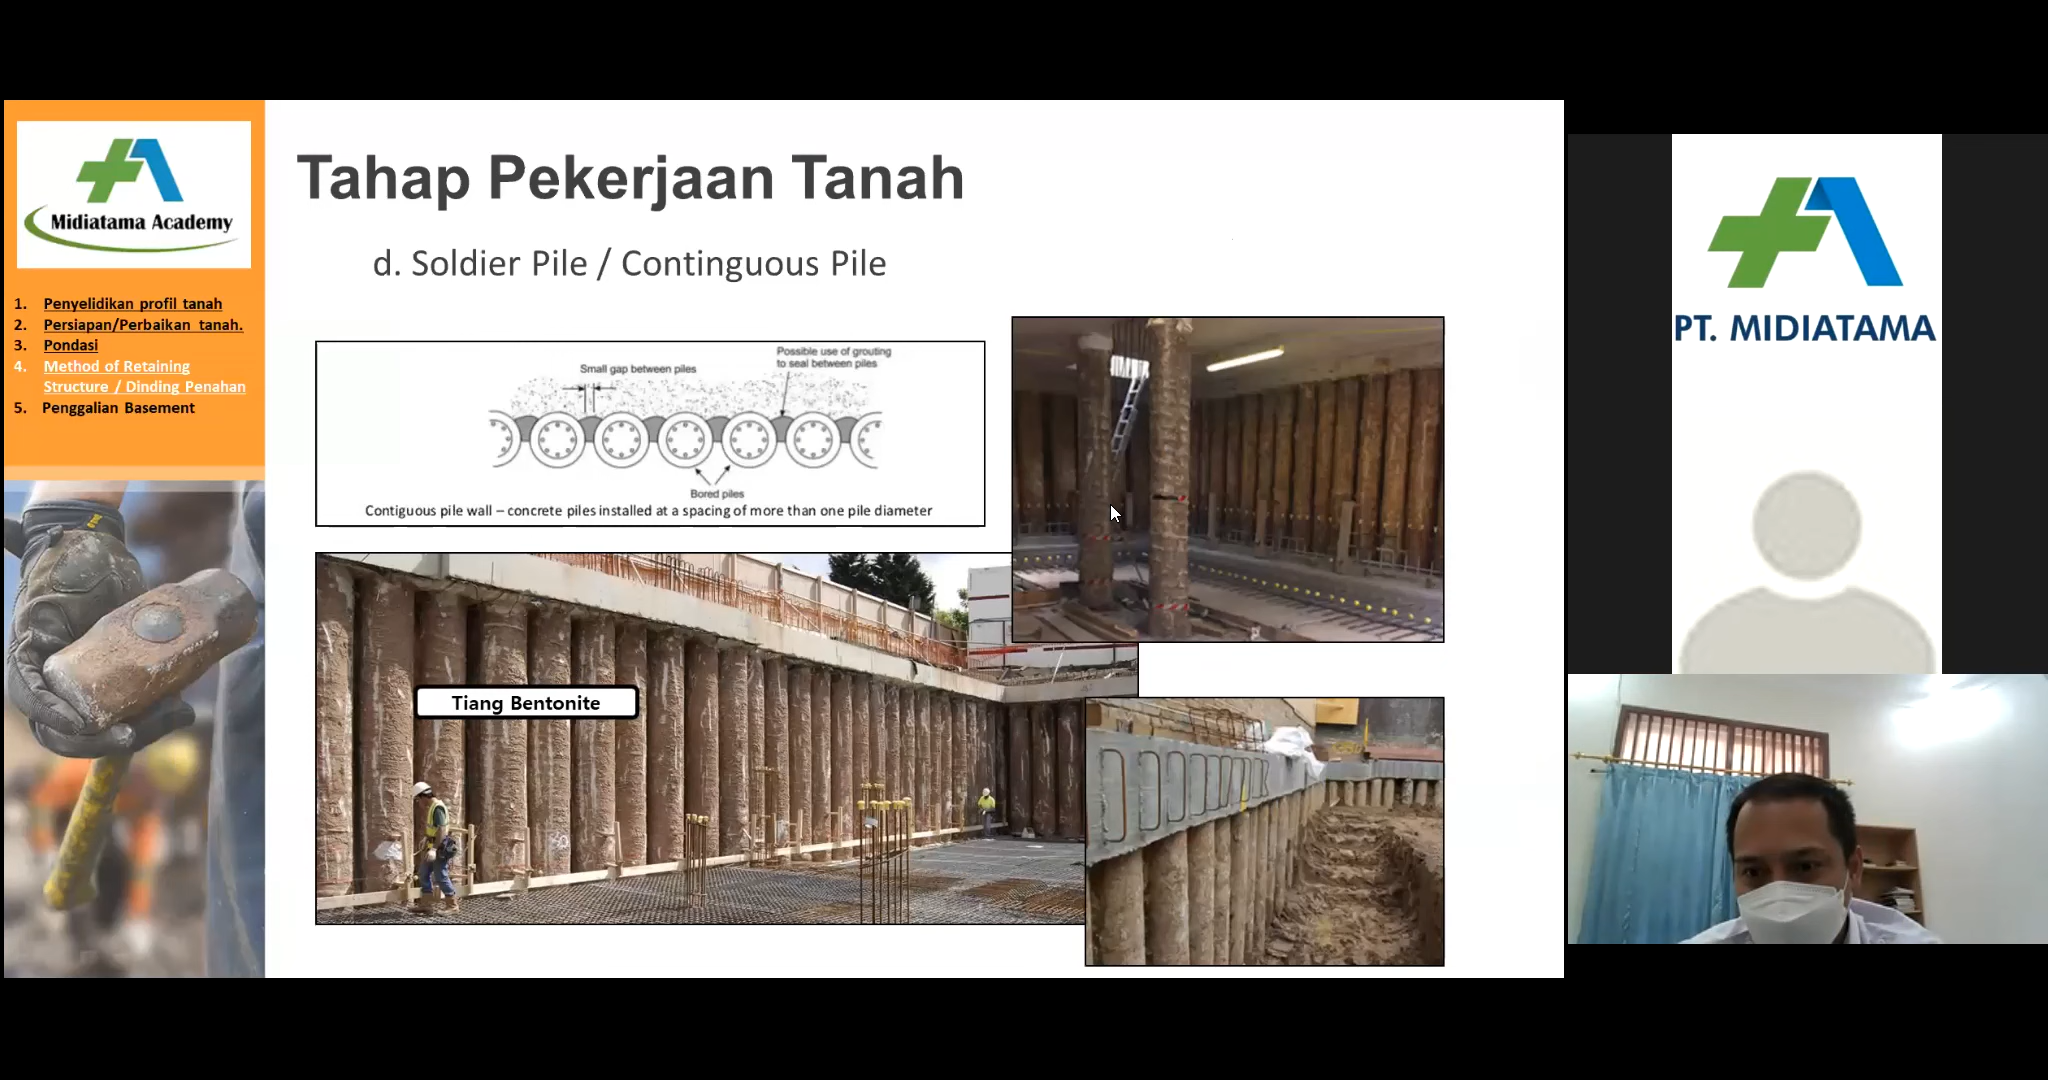 Midiatama Academy
1. Penyelidikan profil tanah
2. Persiapan/Perbaikan tanah.
3. Pondasi
4. Method of Retaining
Structure / Dinding Penahan
5. Penggalian Basement
Tahap Pekerjaan Tanah
d. Soldier Pile / Continguous Pile
Small gap between piles
Possible use of grouting
to seal between piles
Bored piles
Contiguous pile wall – concrete piles installed at a spacing of more than one pile diameter
Tiang Bentonite
PT. MIDIATAMA